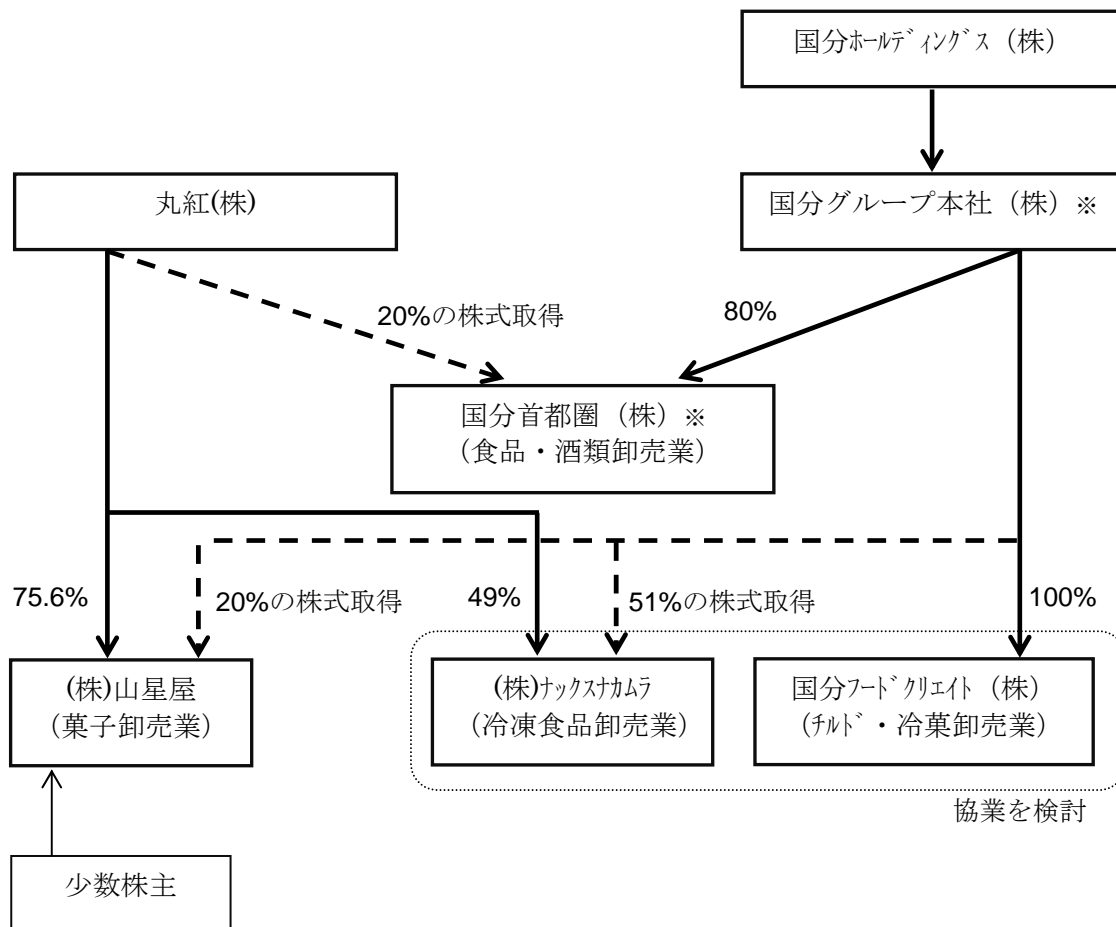 国分ﾎｰﾙﾃﾞｨﾝｸﾞｽ（株）
丸紅(株)
国分グループ本社（株）※
20%の株式取得
80%
国分首都圏（株）※
（食品・酒類卸売業）
75.6%
20%の株式取得
49%
51%の株式取得
100%
(株)山星屋
（菓子卸売業）
(株)ﾅｯｸｽﾅｶﾑﾗ
（冷凍食品卸売業）
国分ﾌｰﾄﾞｸﾘｴｲﾄ（株）
（ﾁﾙﾄﾞ・冷菓卸売業）
協業を検討
少数株主